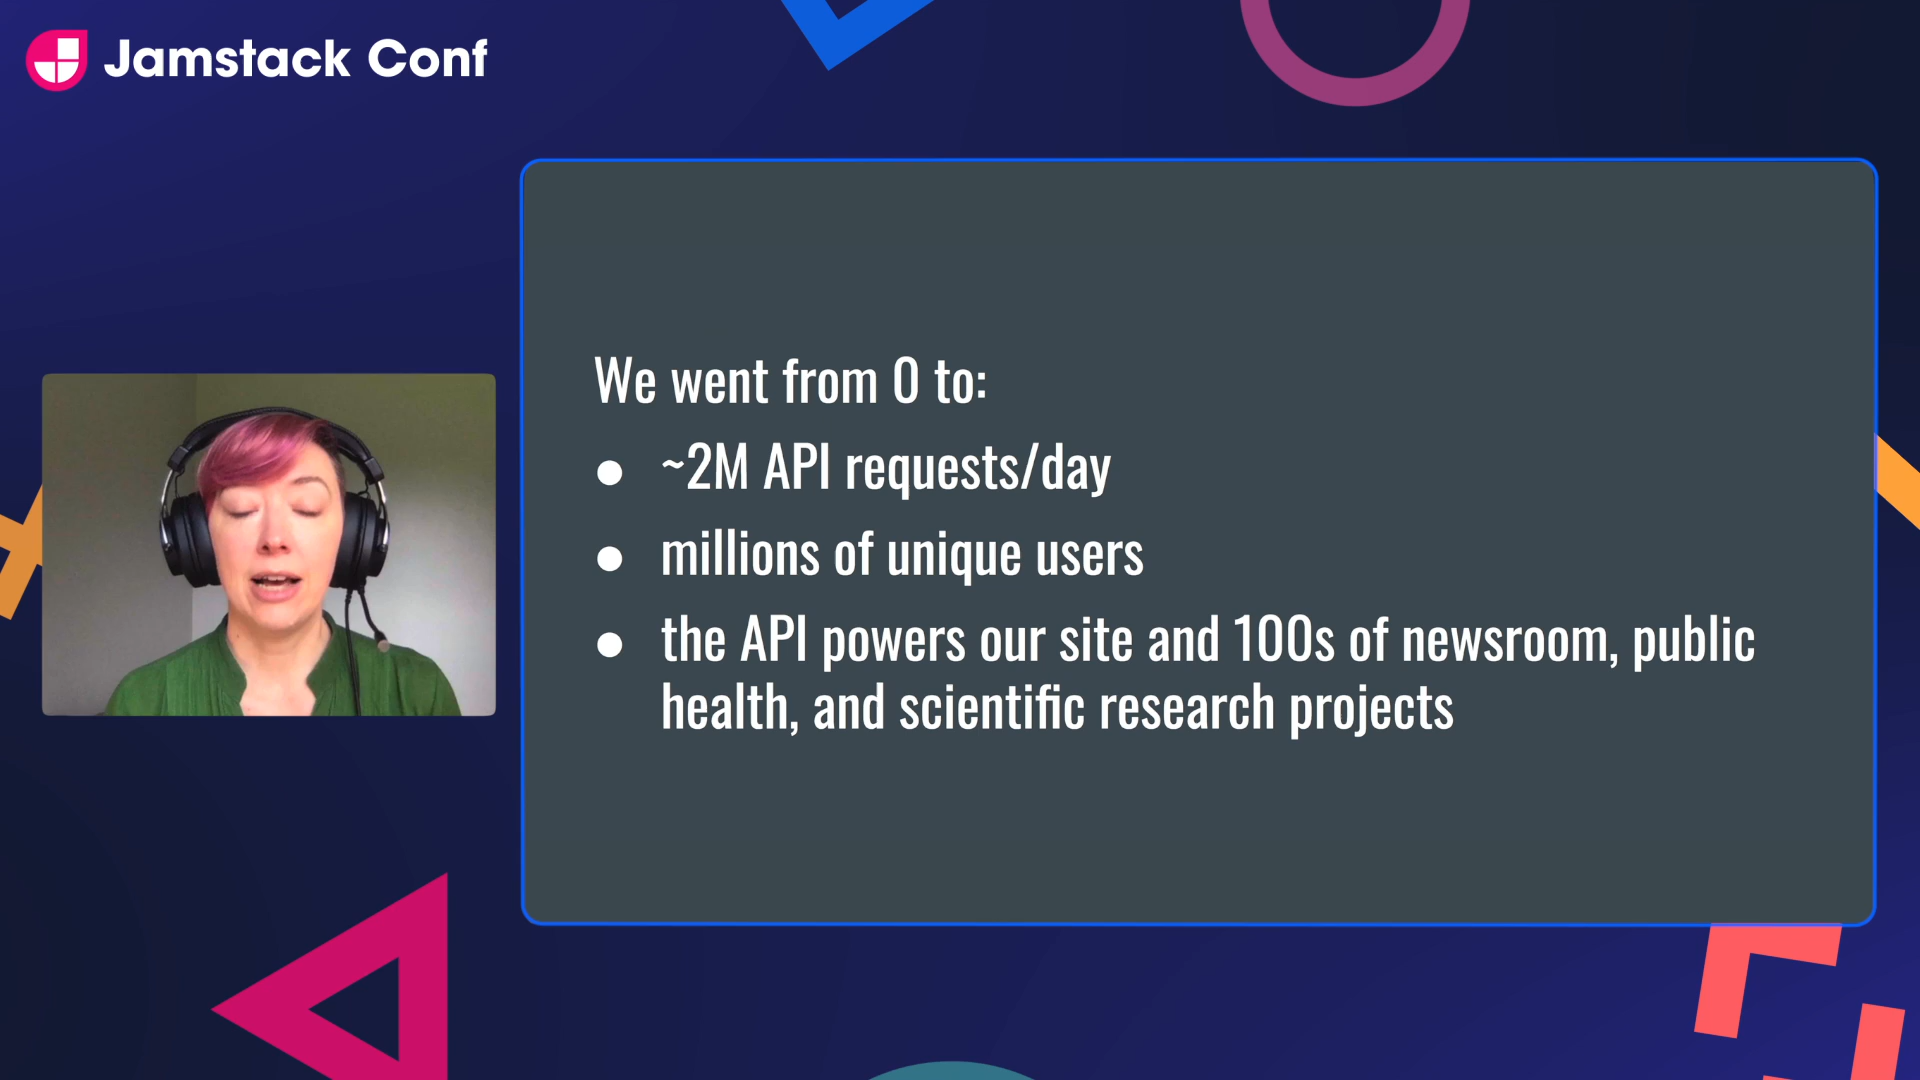 Jamstack Conf
We went from 0 to:
● ~2M API requests/day
● millions of unique users
● the API powers our site and 100s of newsroom, public
health, and scientific research projects